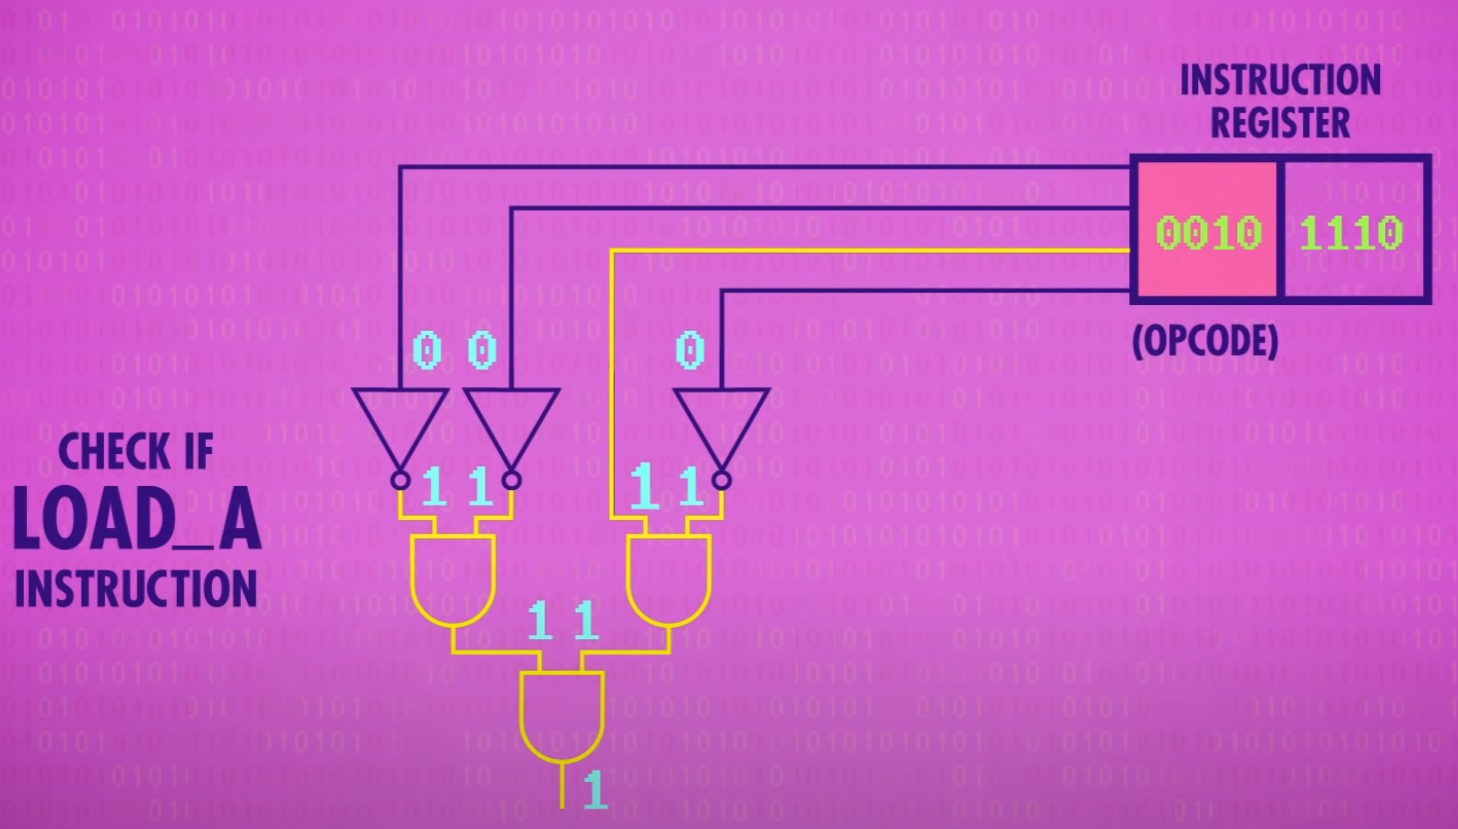 INSTRUCTION
REGISTER
0010 1110
(OPCODE)
0 0 0
CHECK IF
LOAD_A
INSTRUCTION
1 1 1 1
1 1
1